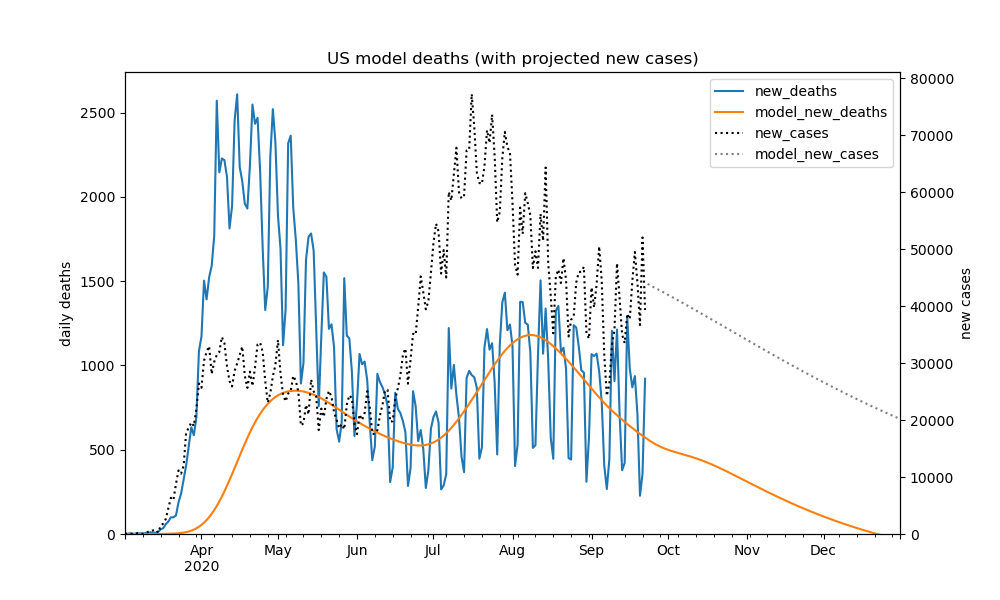 US model deaths (with projected new cases)
new_deaths
model_new_deaths
new_cases
model_new_cases
daily deaths
2500
2000
1500
1000
500
0
80000
70000
60000
50000
40000
30000
20000
10000
0
new cases
Apr May Jun Jul Aug Sep Oct Nov Dec
2020